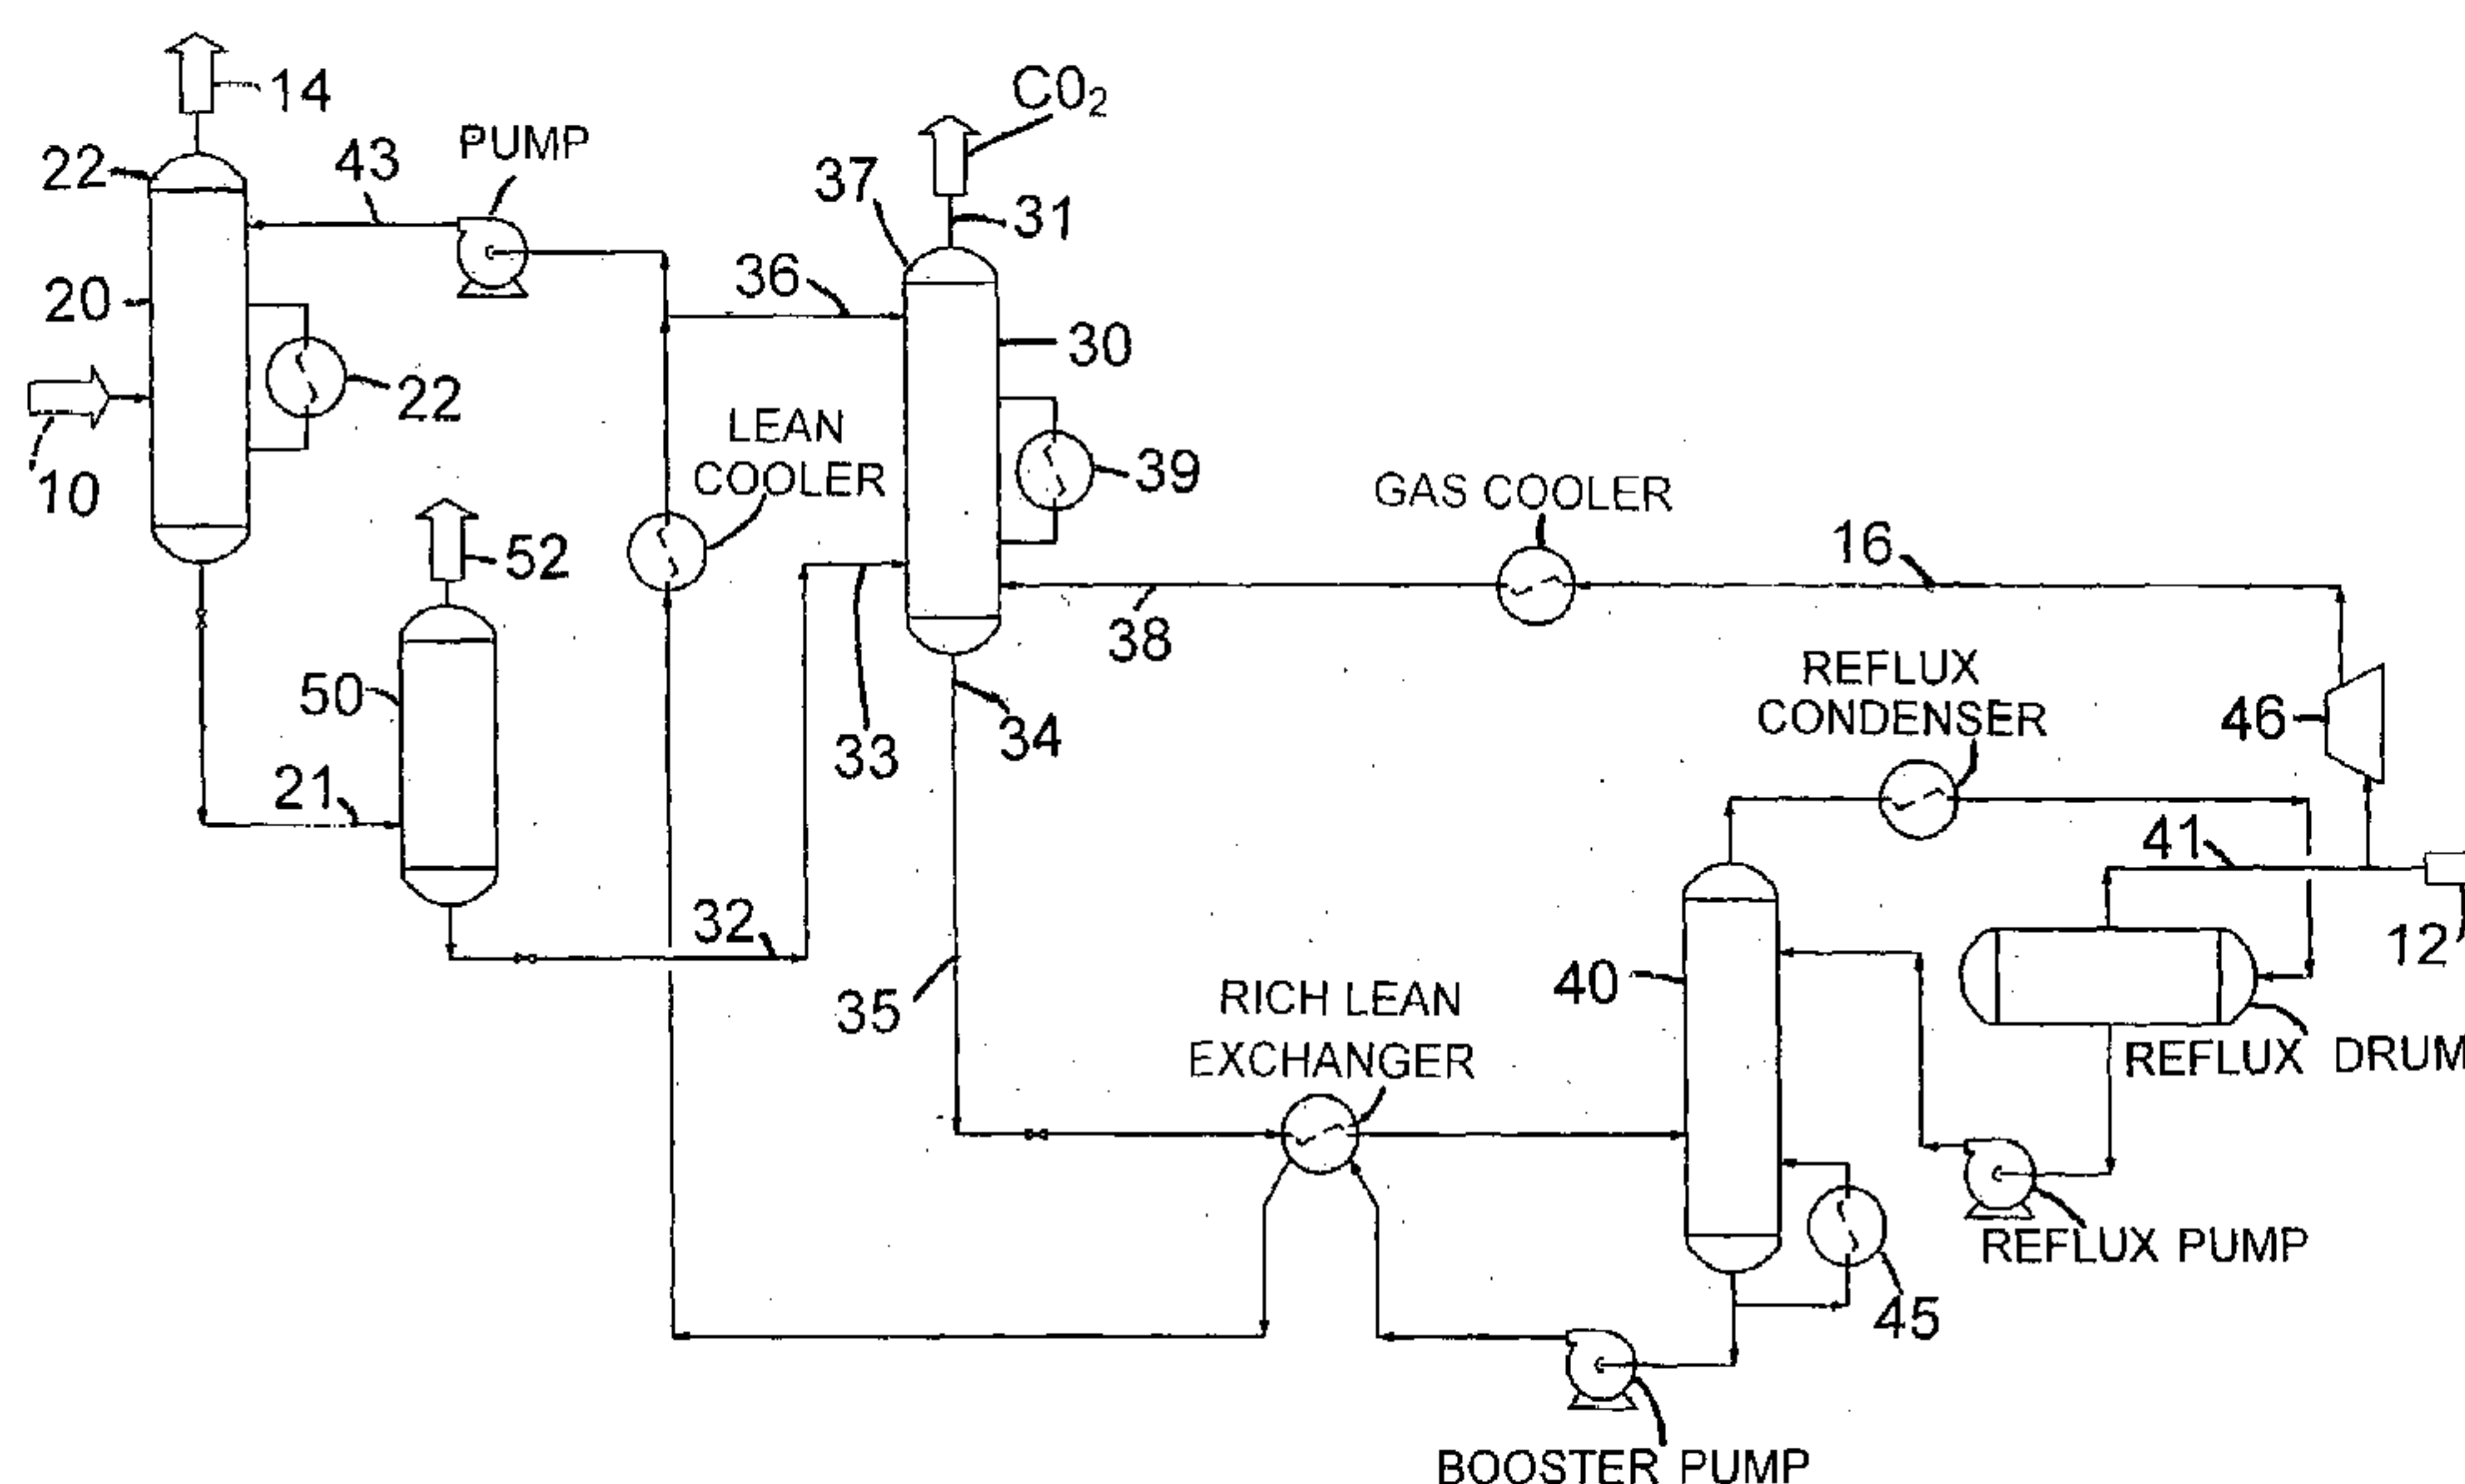 14
CO₂
PUMP
43
22
37
31
36
20
30
22
LEAN
COOLER
39
10
GAS COOLER
52
16
38
REFLUX
CONDENSER
50
33
34
46
21
41
32
12
40
RICH LEAN
EXCHANGER
35
REFLUX DRUM
REFLUX PUMP
45
BOOSTER PUMP